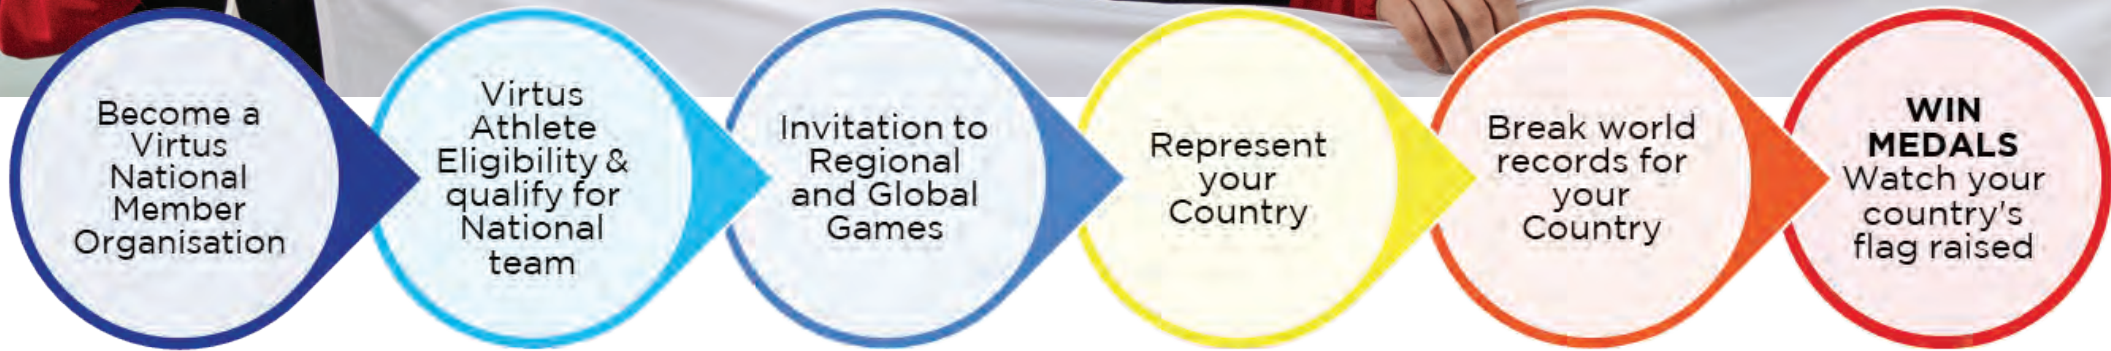 Become a
Virtus
National
Member
Organisation
Virtus
Athlete
Eligibility &
qualify for
National
team
Invitation to
Regional
and Global
Games
Represent
your
Country
Break world
records for
your
Country
WIN
MEDALS
Watch your
country's
flag raised